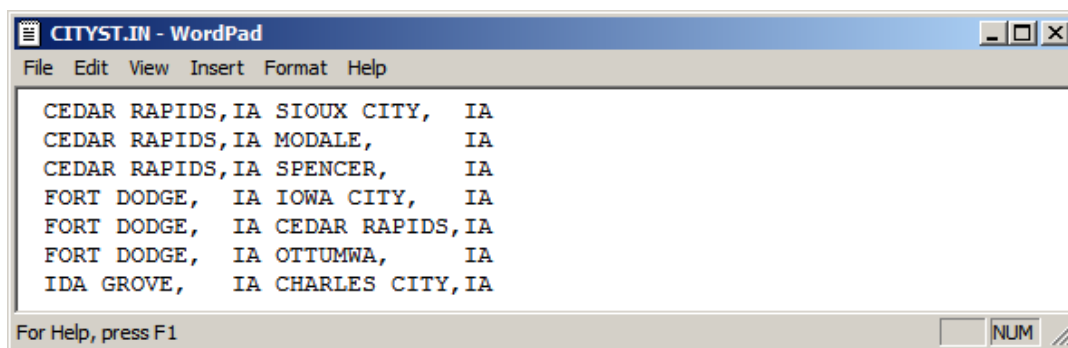 CITYST.IN - WordPad
File Edit View Insert Format Help
CEDAR RAPIDS,IA SIOUX CITY,  IA
CEDAR RAPIDS,IA MODALE,      IA
CEDAR RAPIDS,IA SPENCER,     IA
FORT DODGE,  IA IOWA CITY,   IA
FORT DODGE,  IA CEDAR RAPIDS,IA
FORT DODGE,  IA OTTUMWA,     IA
IDA GROVE,   IA CHARLES CITY,IA
For Help, press F1 NUM